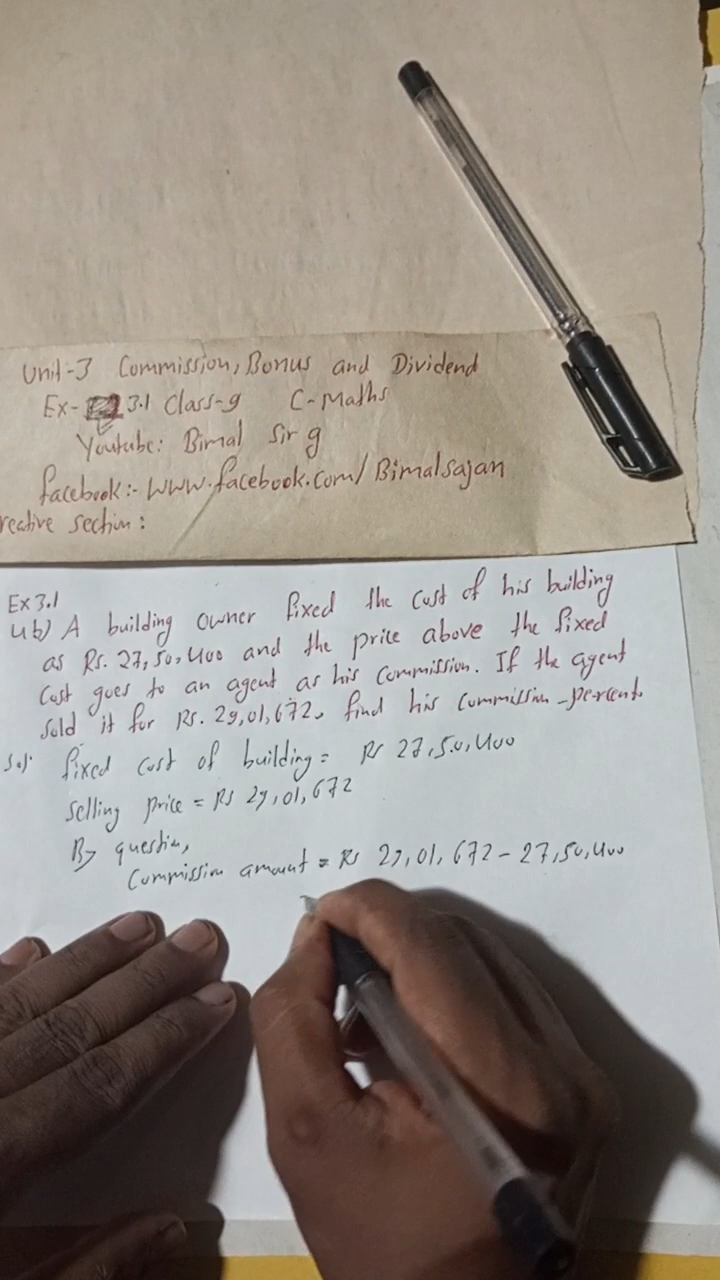 Unit-3 Commission, Bonus and Dividend
Ex- 3.1 Class-9 C-Maths
Youtube: Bimal Sir g
facebook:- www.facebook.com/Bimalsajan
reative section:
Ex 3.1
4b) A building owner fixed the cost of his building
as Rs. 27,50,400 and the price above the fixed
cost goes to an agent as his commission. If the agent
sold it for Rs. 29,01,672, find his commission percent.
Sol: fixed cost of building = Rs 27,50,400
Selling price = Rs 29,01,672
By question,
Commission amount = Rs 29,01,672 - 27,50,400